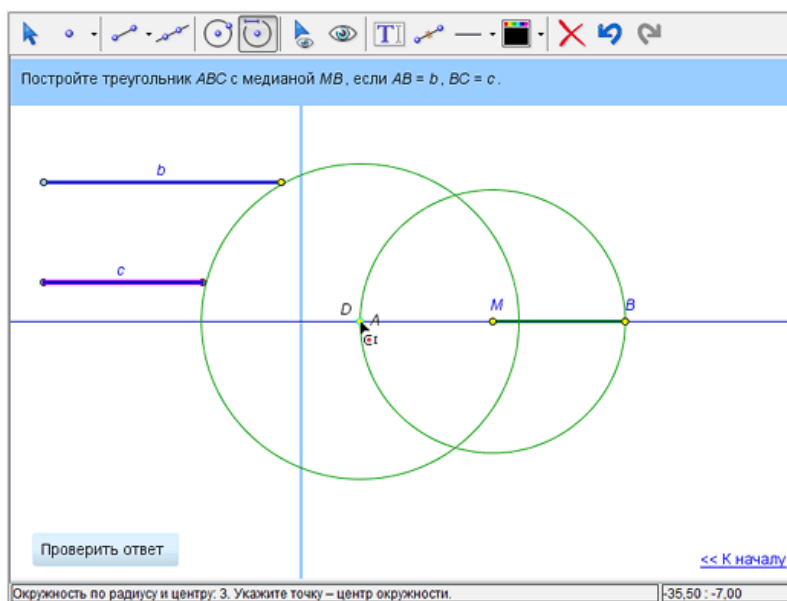 T
Постройте треугольник ABC с медианой MB, если AB = b, BC = c.
b
c
D
A
M
B
Проверить ответ
<< К началу
Окружность по радиусу и центру: 3. Укажите точку – центр окружности.
-35,50 : -7,00